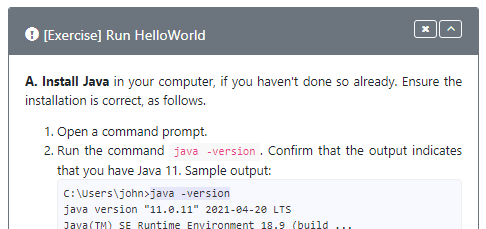 [Exercise] Run HelloWorld
A. Install Java in your computer, if you haven't done so already. Ensure the
installation is correct, as follows.
1. Open a command prompt.
2. Run the command java -version. Confirm that the output indicates
that you have Java 11. Sample output:
C:\Users\john>java -version
java version "11.0.11" 2021-04-20 LTS
Java(TM) SE Runtime Environment 18.9 (build ...